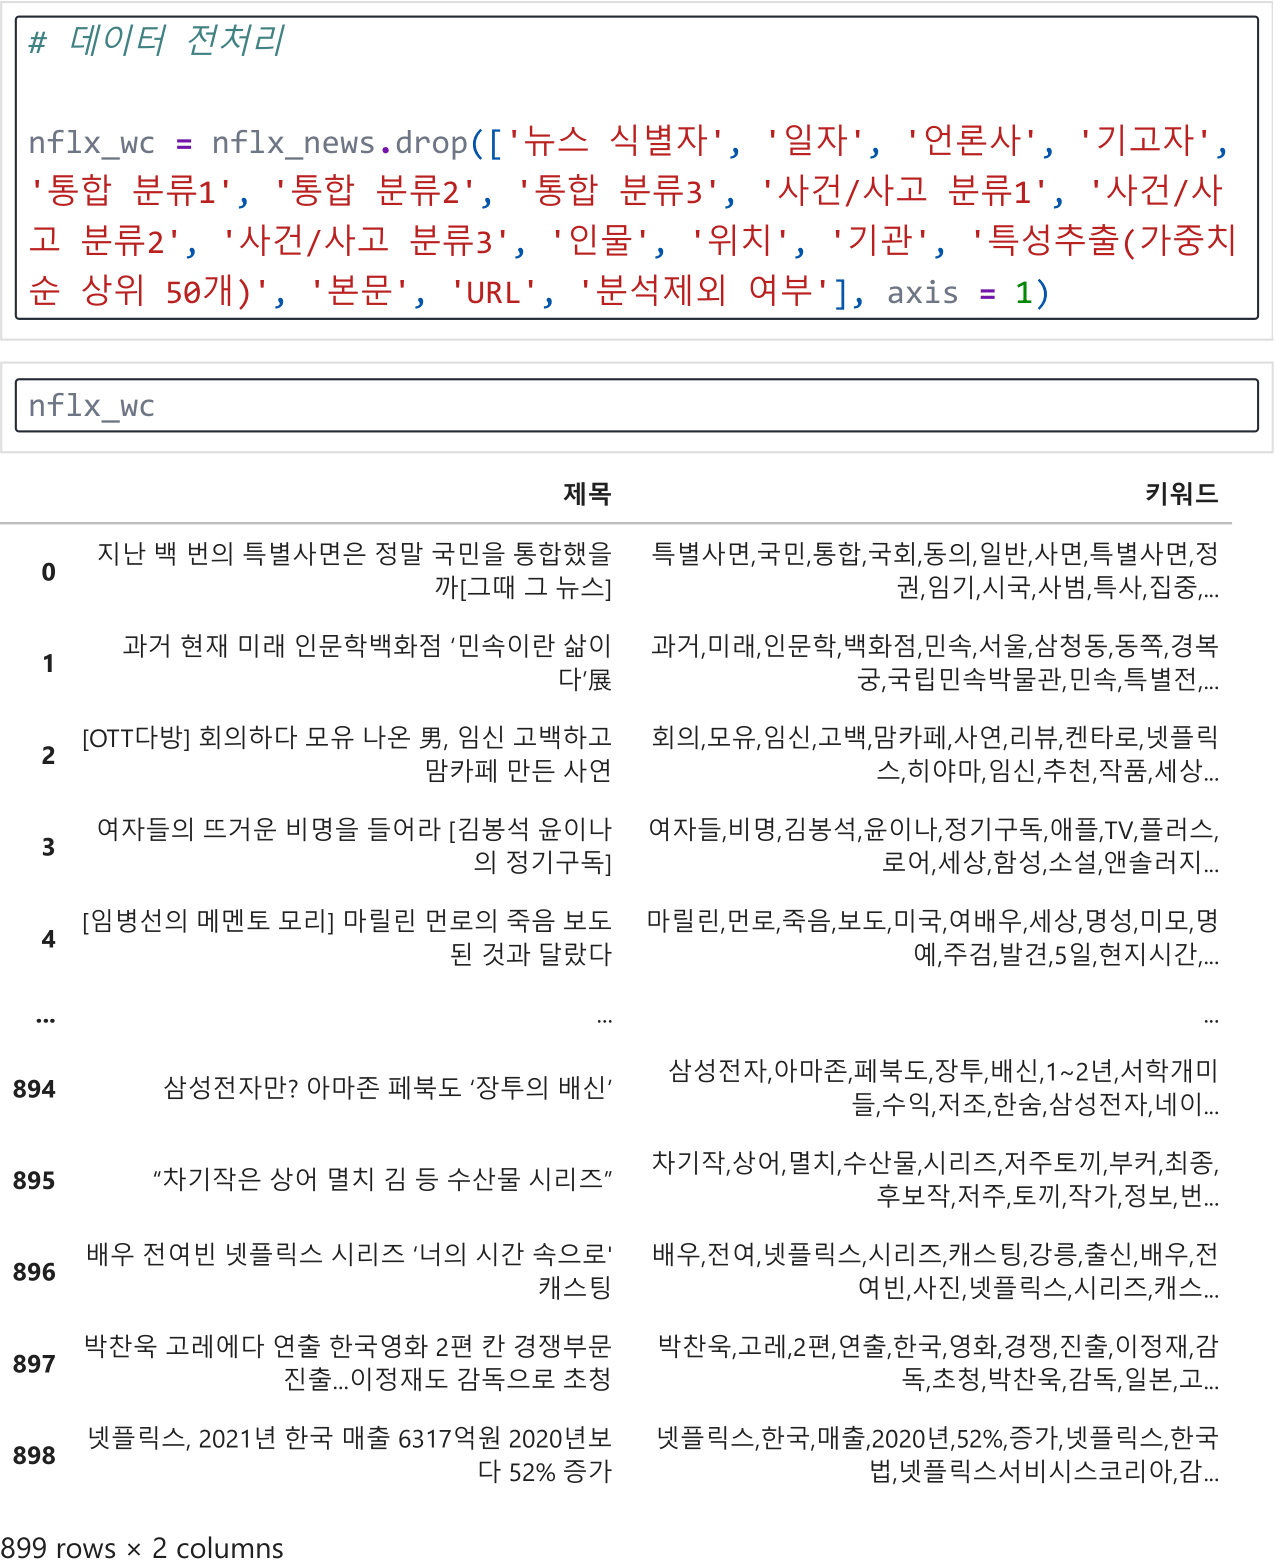 # 데이터 전처리
nflx_wc = nflx_news.drop(['뉴스 식별자', '일자', '언론사', '기고자',
'통합 분류1', '통합 분류2', '통합 분류3', '사건/사고 분류1', '사건/사
고 분류2', '사건/사고 분류3', '인물', '위치', '기관', '특성추출(가중치
순 상위 50개)', '본문', 'URL', '분석제외 여부'], axis = 1)
nflx_wc
제목 키워드
0 지난 백 번의 특별사면은 정말 국민을 통합했을 특별사면,국민,통합,국회,동의,일반,사면,특별사면,정
까[그때 그 뉴스] 권,임기,시국,사범,특사,집중,...
1 과거 현재 미래 인문학백화점 ‘민속이란 삶이 과거,미래,인문학,백화점,민속,서울,삼청동,동쪽,경복
다’展 궁,국립민속박물관,민속,특별전,...
2 [OTT다방] 회의하다 모유 나온 男, 임신 고백하고 회의,모유,임신,고백,맘카페,사연,리뷰,켄타로,넷플릭
맘카페 만든 사연 스,히야마,임신,추천,작품,세상...
3 여자들의 뜨거운 비명을 들어라 [김봉석 윤이나 여자들,비명,김봉석,윤이나,정기구독,애플,TV,플러스,
의 정기구독] 로어,세상,함성,소설,앤솔러지...
4 [임병선의 메멘토 모리] 마릴린 먼로의 죽음 보도 마릴린,먼로,죽음,보도,미국,여배우,세상,명성,미모,명
된 것과 달랐다 예,주검,발견,5일,현지시간,...
... ... ...
894 삼성전자만? 아마존 페북도 ‘장투의 배신’ 삼성전자,아마존,페북도,장투,배신,1~2년,서학개미
들,수익,저조,한숨,삼성전자,네이...
895 “차기작은 상어 멸치 김 등 수산물 시리즈” 차기작,상어,멸치,수산물,시리즈,저주토끼,부커,최종,
후보작,저주,토끼,작가,정보,번...
896 배우 전여빈 넷플릭스 시리즈 ‘너의 시간 속으로' 배우,전여,넷플릭스,시리즈,캐스팅,강릉,출신,배우,전
캐스팅 여빈,사진,넷플릭스,시리즈,캐스...
897 박찬욱 고레에다 연출 한국영화 2편 칸 경쟁부문 박찬욱,고레,2편,연출,한국,영화,경쟁,진출,이정재,감
진출...이정재도 감독으로 초청 독,초청,박찬욱,감독,일본,고...
898 넷플릭스, 2021년 한국 매출 6317억원 2020년보 넷플릭스,한국,매출,2020년,52%,증가,넷플릭스,한국
다 52% 증가 법,넷플릭스서비시스코리아,감...
899 rows × 2 columns